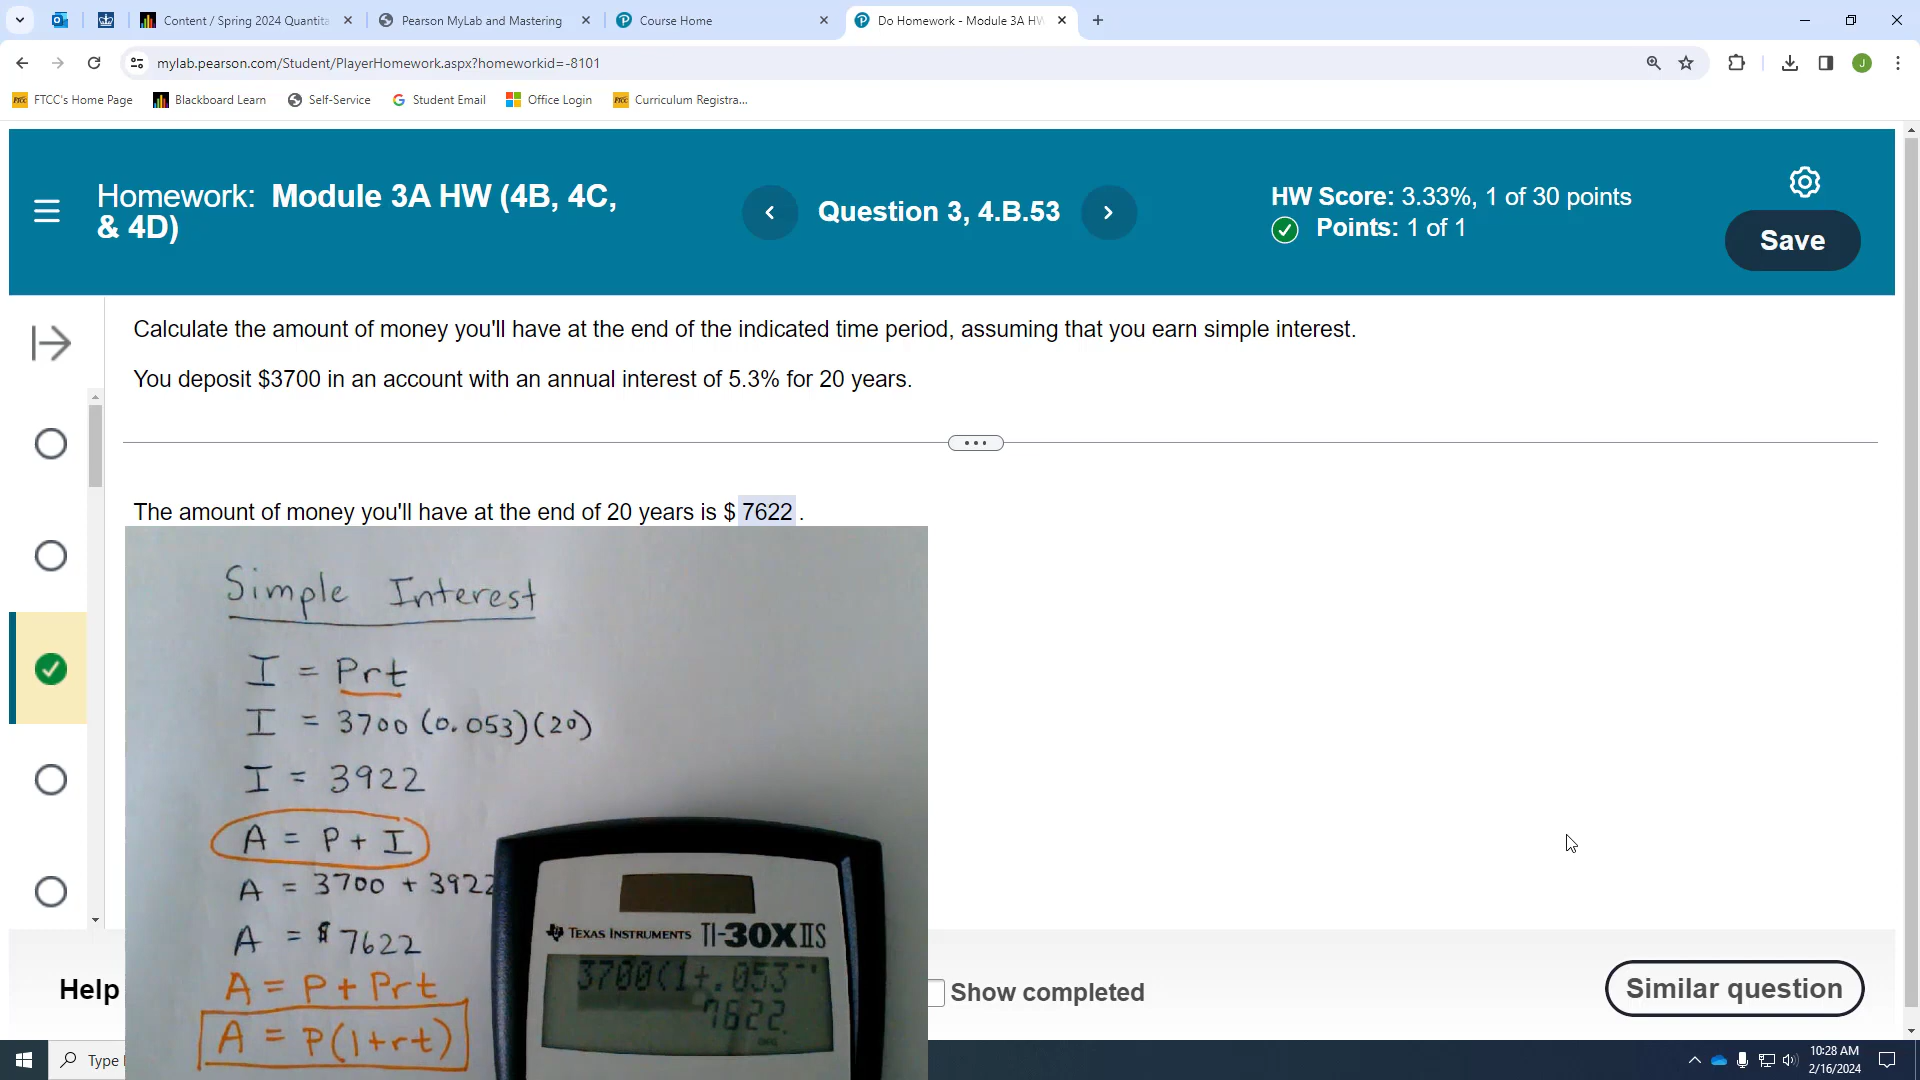 Content / Spring 2024 Quantita
Pearson MyLab and Mastering
Course Home
Do Homework - Module 3A HW
mylab.pearson.com/Student/PlayerHomework.aspx?homeworkid=-8101
J
FTCC's Home Page
Blackboard Learn
Self-Service
Student Email
Office Login
Curriculum Registra...
Homework: Module 3A HW (4B, 4C,
& 4D)
Question 3, 4.B.53
HW Score: 3.33%, 1 of 30 points
Points: 1 of 1
Save
Calculate the amount of money you'll have at the end of the indicated time period, assuming that you earn simple interest.
You deposit $3700 in an account with an annual interest of 5.3% for 20 years.
The amount of money you'll have at the end of 20 years is $ 7622 .
Simple Interest
I = Prt
I = 3700 (0.053)(20)
I = 3922
A = P + I
A = 3700 + 3922
A = $7622
A = P + Prt
A = P(1+rt)
TEXAS INSTRUMENTS TI-30X IIS
3700(1+.053
7622.
DEG
Help
Show completed
Similar question
Type
10:28 AM
2/16/2024